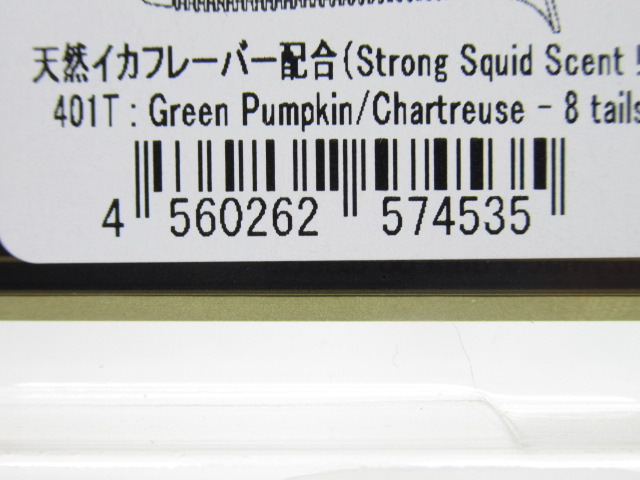 天然イカフレーバー配合(Strong Squid Scent
401T : Green Pumpkin/Chartreuse - 8 tails
4 560262 574535